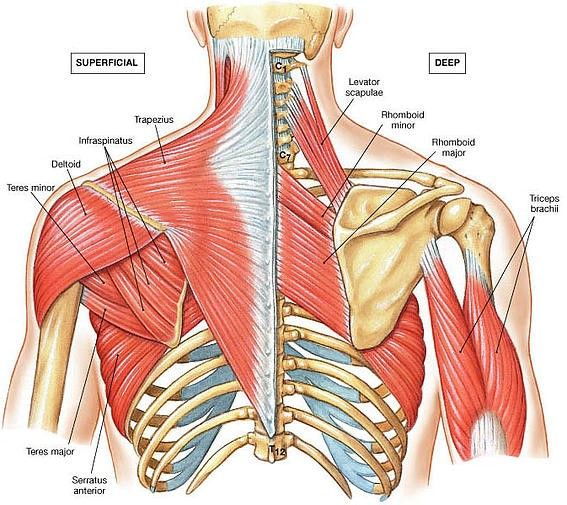 SUPERFICIAL
DEEP
C1
Levator
scapulae
Trapezius
Rhomboid
minor
Infraspinatus
Rhomboid
major
C7
Deltoid
Teres minor
Triceps
brachii
Teres major
T12
Serratus
anterior